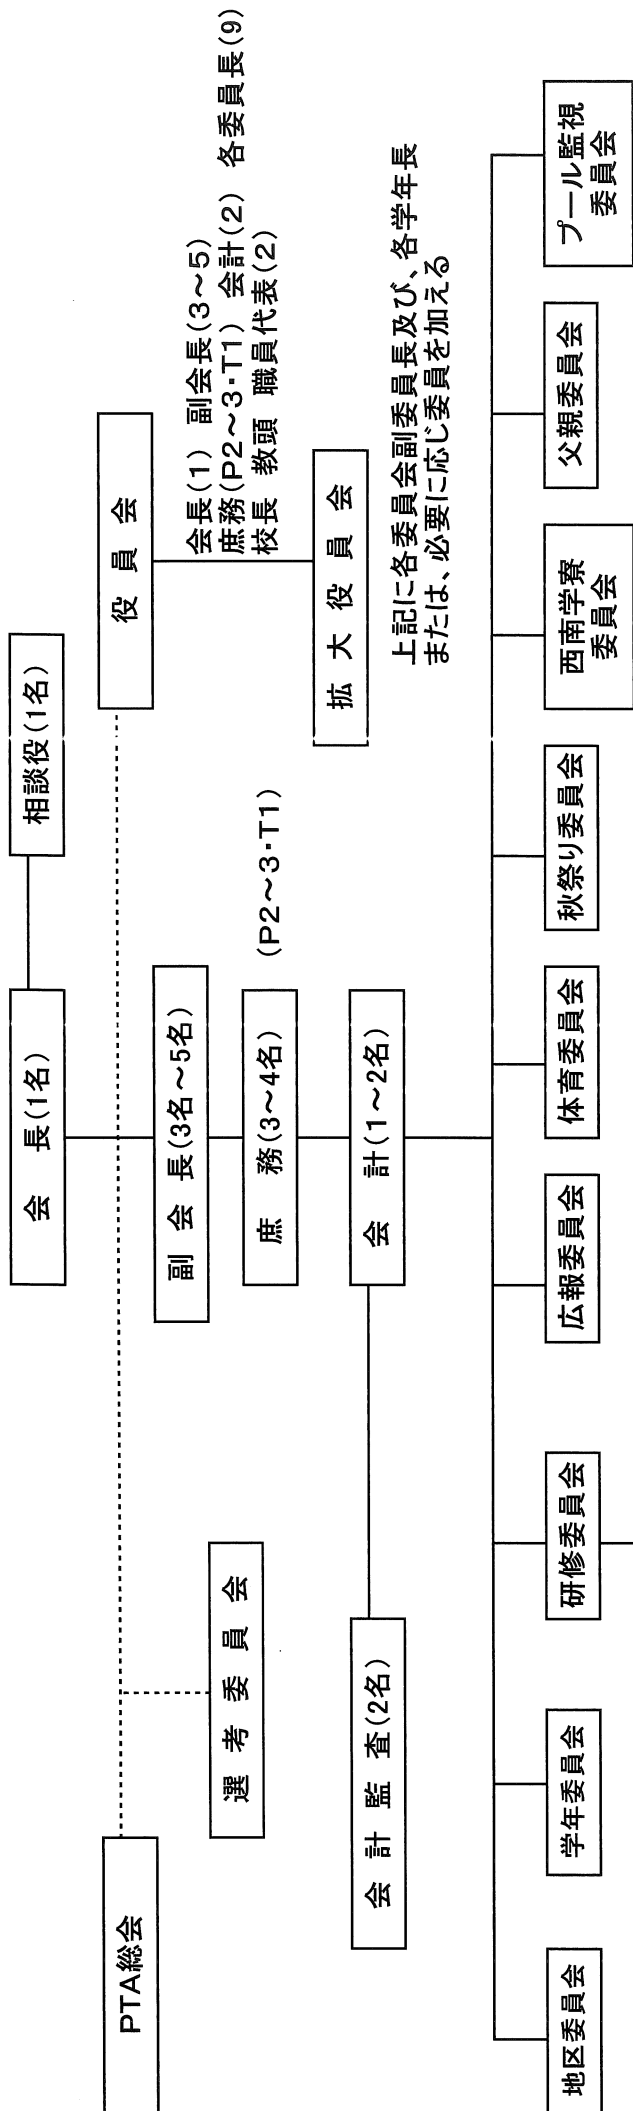 会　長(1名)
相談役(1名)
PTA総会
役　員　会
会長(1)　副会長(3～5)
庶務(P2～3・T1)　会計(2)　各委員長(9)
校長　教頭　職員代表(2)
副　会　長(3名～5名)
選　考　委　員　会
庶　　務(3～4名)
(P2～3・T1)
拡　大　役　員　会
会　　計(1～2名)
会　計　監　査(2名)
上記に各委員会副委員長及び、各学年長
または、必要に応じ委員を加える
地区委員会
学年委員会
研修委員会
広報委員会
体育委員会
秋祭り委員会
西南学寮
委員会
父親委員会
プール監視
委員会